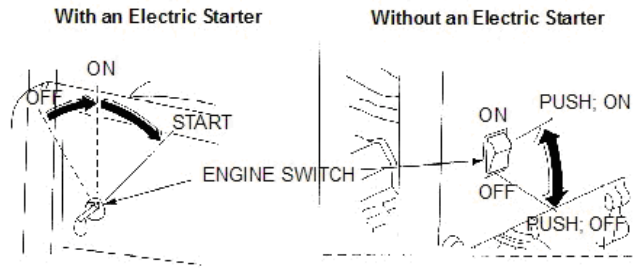 With an Electric Starter
Without an Electric Starter
ON
OFF
START
ENGINE SWITCH
ON
PUSH; ON
OFF
PUSH; OFF